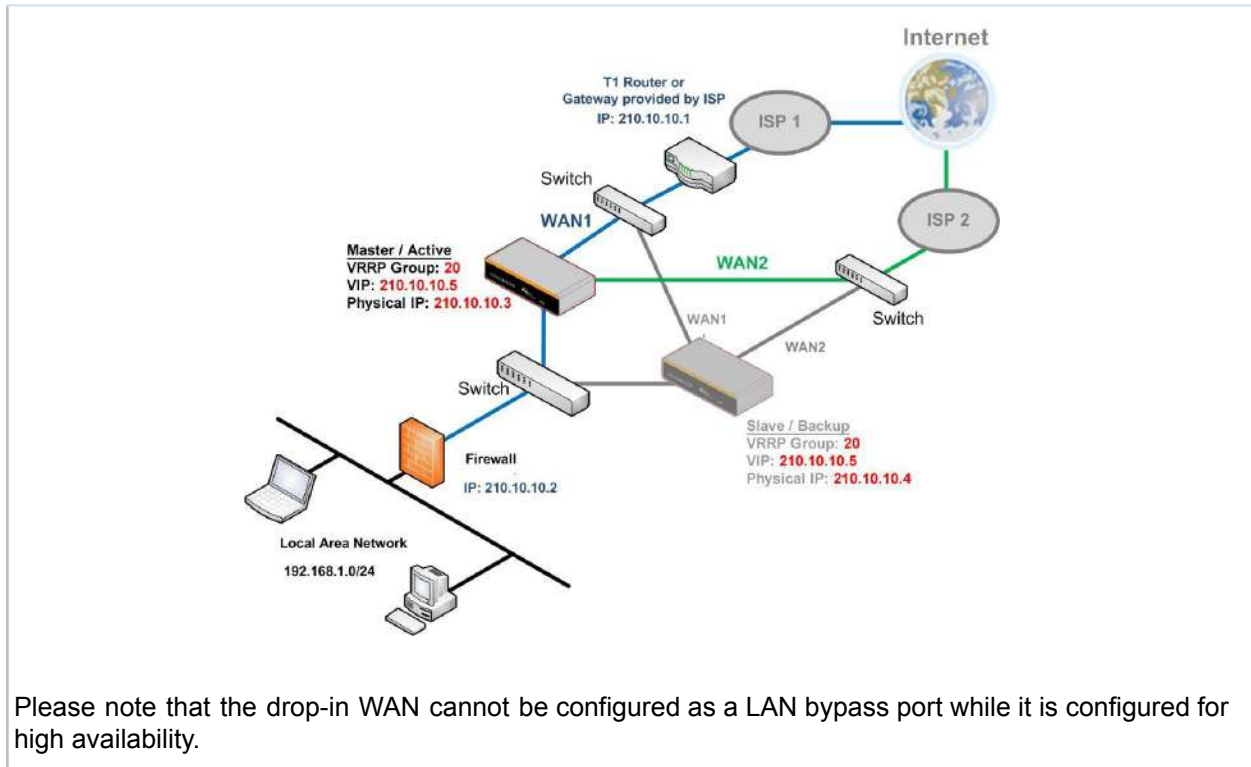 Internet
T1 Router or
Gateway provided by ISP
IP: 210.10.10.1
ISP 1
Switch
WAN1
ISP 2
Master / Active
VRRP Group: 20
VIP: 210.10.10.5
Physical IP: 210.10.10.3
WAN2
Switch
WAN1
WAN2
Switch
Slave / Backup
VRRP Group: 20
VIP: 210.10.10.5
Physical IP: 210.10.10.4
Firewall
IP: 210.10.10.2
Local Area Network
192.168.1.0/24
Please note that the drop-in WAN cannot be configured as a LAN bypass port while it is configured for
high availability.